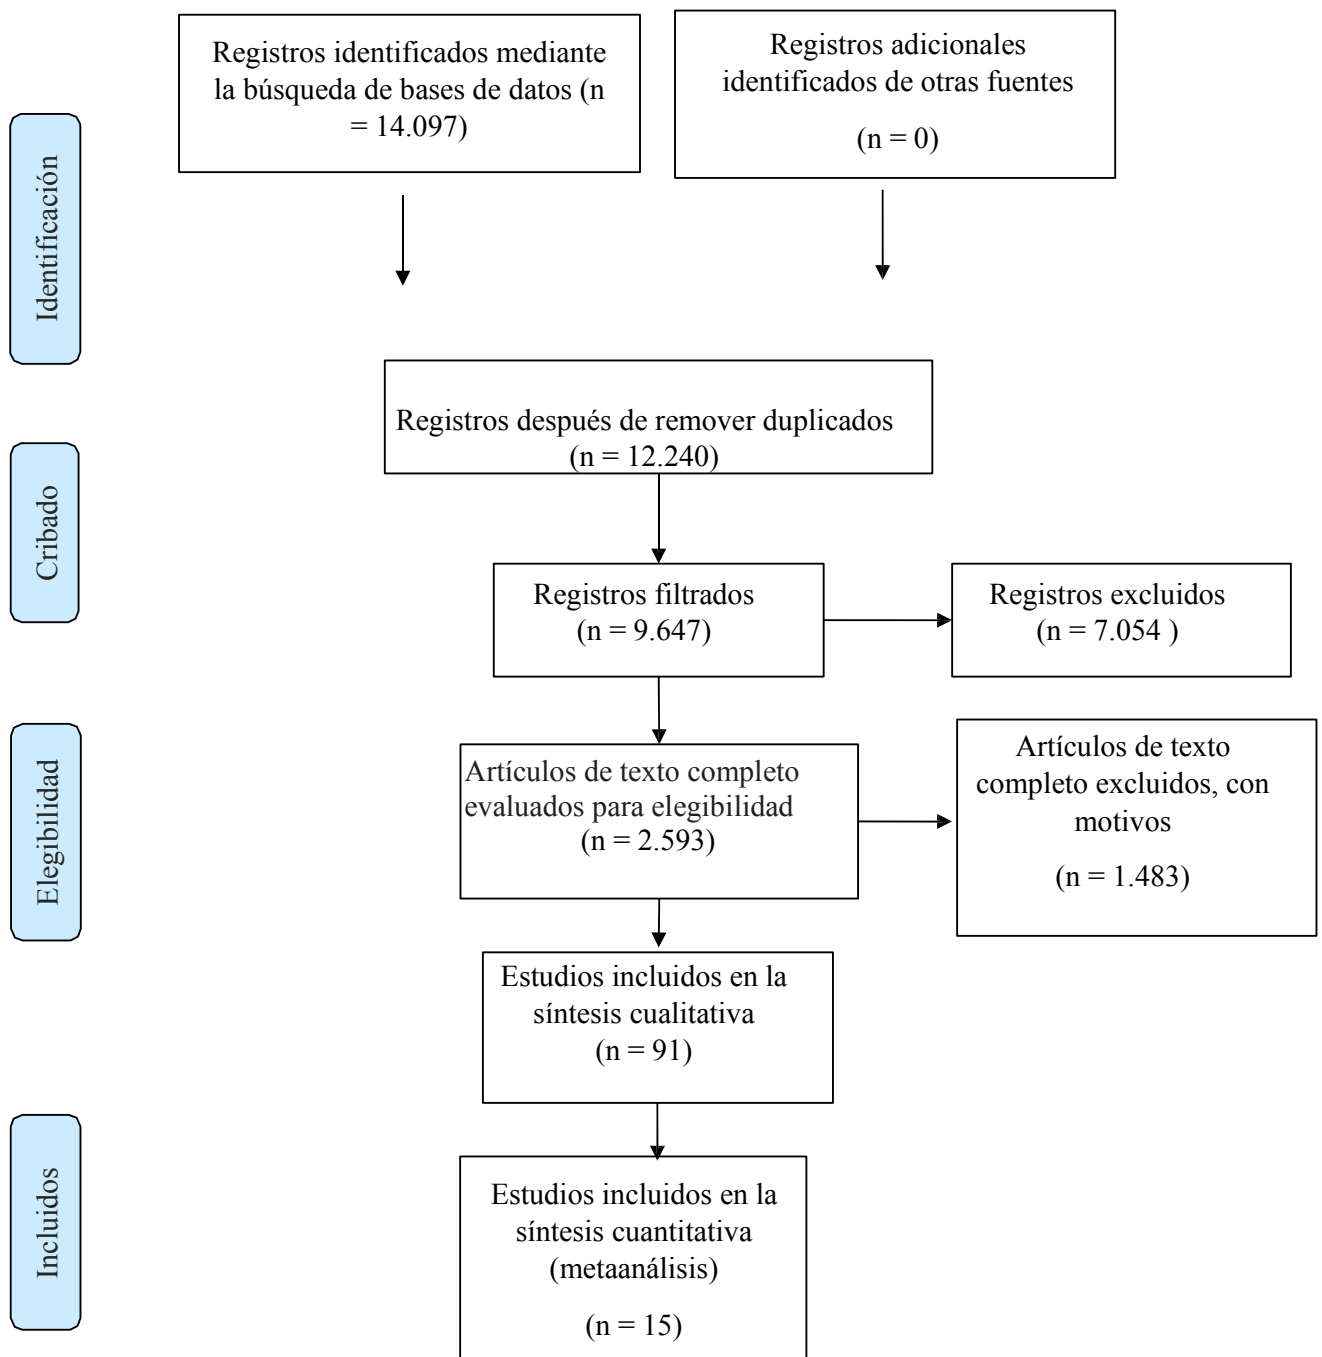 Registros identificados mediante
la búsqueda de bases de datos (n
= 14.097)
Registros adicionales
identificados de otras fuentes
(n = 0)
Identificación
Registros después de remover duplicados
(n = 12.240)
Cribado
Registros filtrados
(n = 9.647)
Registros excluidos
(n = 7.054 )
Elegibilidad
Artículos de texto completo
evaluados para elegibilidad
(n = 2.593)
Artículos de texto
completo excluidos, con
motivos
(n = 1.483)
Estudios incluidos en la
síntesis cualitativa
(n = 91)
Incluidos
Estudios incluidos en la
síntesis cuantitativa
(metaanálisis)
(n = 15)